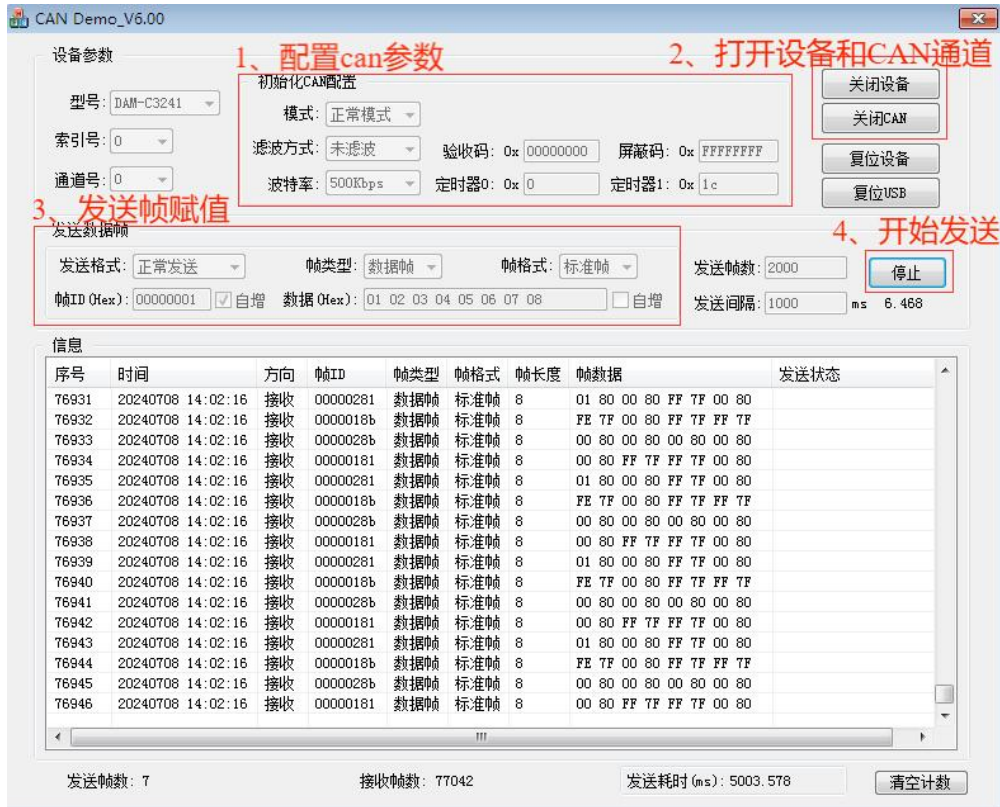 CAN Demo_V6.00
设备参数
1、配置can参数
2、打开设备和CAN通道
初始化CAN配置
型号: DAM-C3241
模式: 正常模式
关闭设备
关闭CAN
索引号: 0
滤波方式: 未滤波 验收码: 0x 00000000 屏蔽码: 0x FFFFFFFF
复位设备
通道号: 0
波特率: 500Kbps 定时器0: 0x 0 定时器1: 0x 1c
复位USB
3、发送帧赋值
发送数据帧
4、开始发送
发送格式: 正常发送 帧类型: 数据帧 帧格式: 标准帧 发送帧数: 2000 停止
帧ID(Hex): 00000001 自增 数据(Hex): 01 02 03 04 05 06 07 08 自增 发送间隔: 1000 ms 6.468
信息
序号 时间 方向 帧ID 帧类型 帧格式 帧长度 帧数据 发送状态
76931 20240708 14:02:16 接收 00000281 数据帧 标准帧 8 01 80 00 80 FF 7F 00 80
76932 20240708 14:02:16 接收 0000018b 数据帧 标准帧 8 FE 7F 00 80 FF 7F FF 7F
76933 20240708 14:02:16 接收 0000028b 数据帧 标准帧 8 00 80 00 80 00 80 00 80
76934 20240708 14:02:16 接收 00000181 数据帧 标准帧 8 00 80 FF 7F FF 7F 00 80
76935 20240708 14:02:16 接收 00000281 数据帧 标准帧 8 01 80 00 80 FF 7F 00 80
76936 20240708 14:02:16 接收 0000018b 数据帧 标准帧 8 FE 7F 00 80 FF 7F FF 7F
76937 20240708 14:02:16 接收 0000028b 数据帧 标准帧 8 00 80 00 80 00 80 00 80
76938 20240708 14:02:16 接收 00000181 数据帧 标准帧 8 00 80 FF 7F FF 7F 00 80
76939 20240708 14:02:16 接收 00000281 数据帧 标准帧 8 01 80 00 80 FF 7F 00 80
76940 20240708 14:02:16 接收 0000018b 数据帧 标准帧 8 FE 7F 00 80 FF 7F FF 7F
76941 20240708 14:02:16 接收 0000028b 数据帧 标准帧 8 00 80 00 80 00 80 00 80
76942 20240708 14:02:16 接收 00000181 数据帧 标准帧 8 00 80 FF 7F FF 7F 00 80
76943 20240708 14:02:16 接收 00000281 数据帧 标准帧 8 01 80 00 80 FF 7F 00 80
76944 20240708 14:02:16 接收 0000018b 数据帧 标准帧 8 FE 7F 00 80 FF 7F FF 7F
76945 20240708 14:02:16 接收 0000028b 数据帧 标准帧 8 00 80 00 80 00 80 00 80
76946 20240708 14:02:16 接收 00000181 数据帧 标准帧 8 00 80 FF 7F FF 7F 00 80
发送帧数: 7 接收帧数: 77042 发送耗时(ms): 5003.578 清空计数